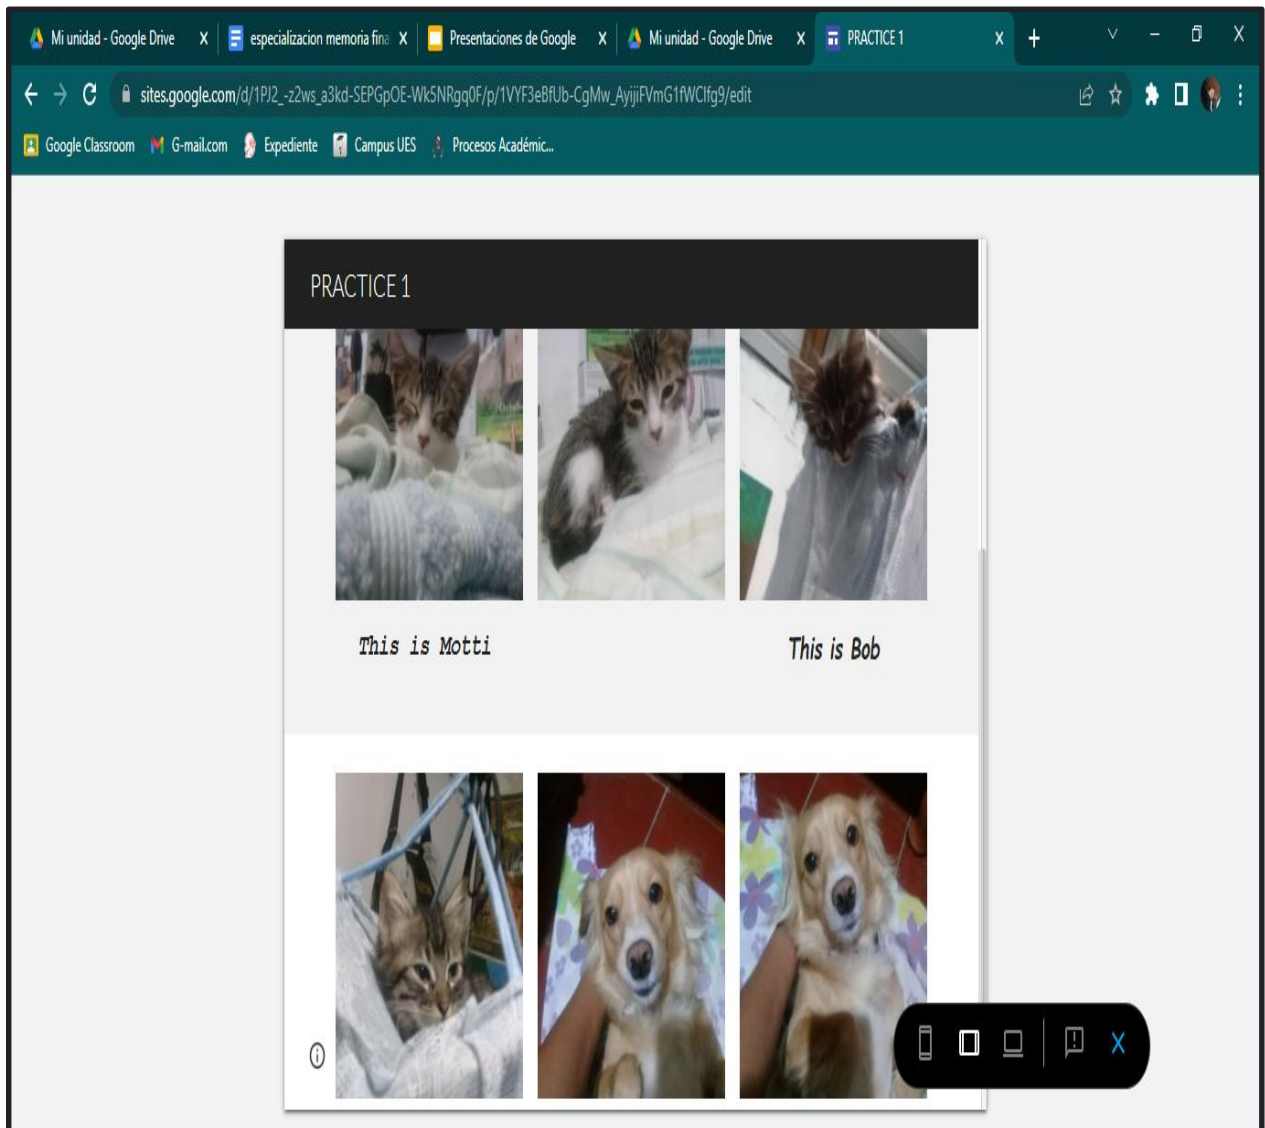 Mi unidad - Google Drive
especializacion memoria fina
Presentaciones de Google
Mi unidad - Google Drive
PRACTICE 1
sites.google.com/d/1PJ2_-z2ws_a3kd-SEPGpOE-Wk5NRgq0F/p/1VYF3eBfUb-CgMw_AyijiFVmG1fWClfg9/edit
Google Classroom
G-mail.com
Expediente
Campus UES
Procesos Académic...
PRACTICE 1
This is Motti
This is Bob